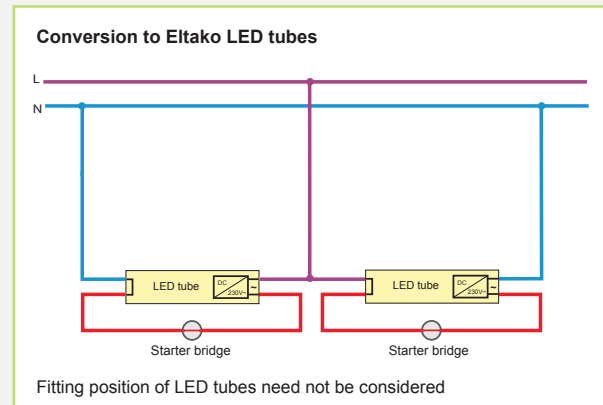 Conversion to Eltako LED tubes
L
N
LED tube
DC
230V~
~
LED tube
DC
230V~
~
Starter bridge
Starter bridge
Fitting position of LED tubes need not be considered